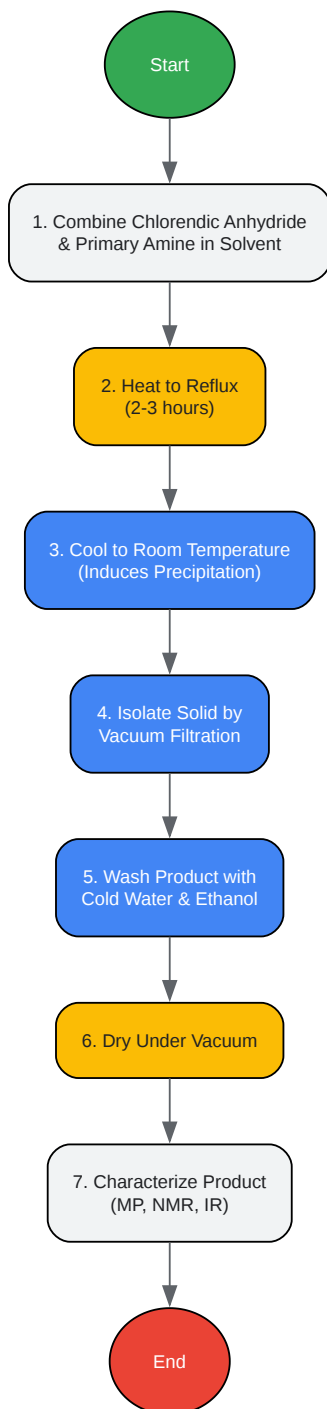 Start
1. Combine Chlorendic Anhydride
& Primary Amine in Solvent
2. Heat to Reflux
(2-3 hours)
3. Cool to Room Temperature
(Induces Precipitation)
4. Isolate Solid by
Vacuum Filtration
5. Wash Product with
Cold Water & Ethanol
6. Dry Under Vacuum
7. Characterize Product
(MP, NMR, IR)
End